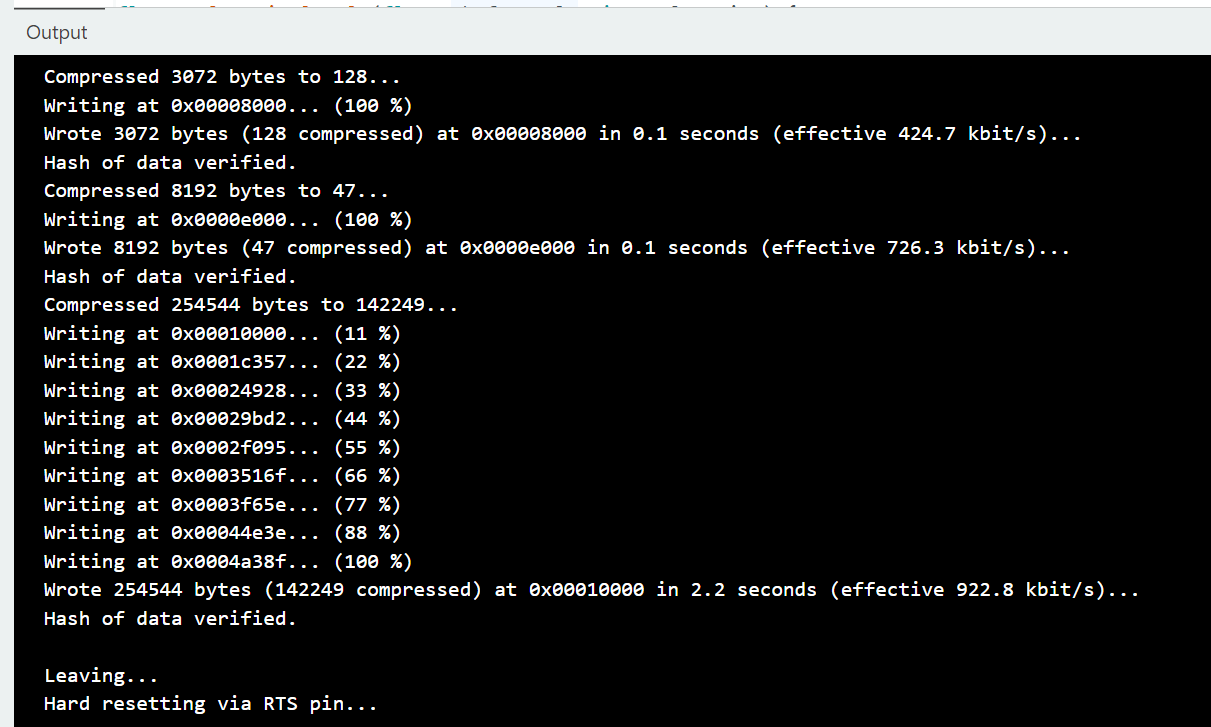 Output
Compressed 3072 bytes to 128...
Writing at 0x00008000... (100 %)
Wrote 3072 bytes (128 compressed) at 0x00008000 in 0.1 seconds (effective 424.7 kbit/s)...
Hash of data verified.
Compressed 8192 bytes to 47...
Writing at 0x0000e000... (100 %)
Wrote 8192 bytes (47 compressed) at 0x0000e000 in 0.1 seconds (effective 726.3 kbit/s)...
Hash of data verified.
Compressed 254544 bytes to 142249...
Writing at 0x00010000... (11 %)
Writing at 0x0001c357... (22 %)
Writing at 0x00024928... (33 %)
Writing at 0x00029bd2... (44 %)
Writing at 0x0002f095... (55 %)
Writing at 0x0003516f... (66 %)
Writing at 0x0003f65e... (77 %)
Writing at 0x00044e3e... (88 %)
Writing at 0x0004a38f... (100 %)
Wrote 254544 bytes (142249 compressed) at 0x00010000 in 2.2 seconds (effective 922.8 kbit/s)...
Hash of data verified.
Leaving...
Hard resetting via RTS pin...